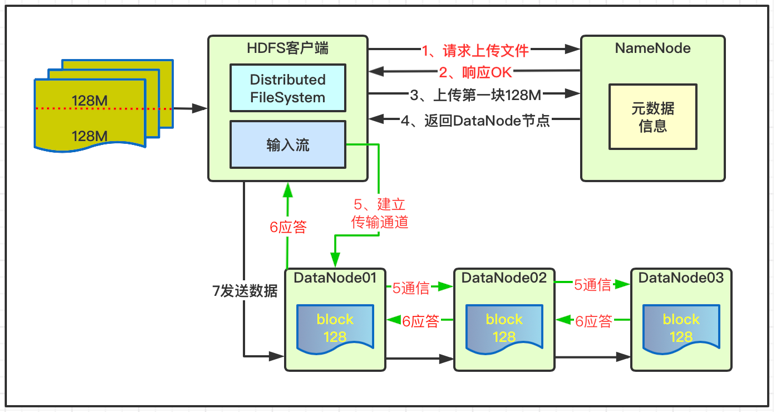 HDFS客户端
1、请求上传文件
NameNode
2、响应OK
Distributed
FileSystem
128M
3、上传第一块128M
元数据
信息
128M
4、返回DataNode节点
输入流
5、建立
传输通道
6应答
DataNode01
DataNode02
DataNode03
7发送数据
5通信
5通信
block
128
6应答
block
128
6应答
block
128